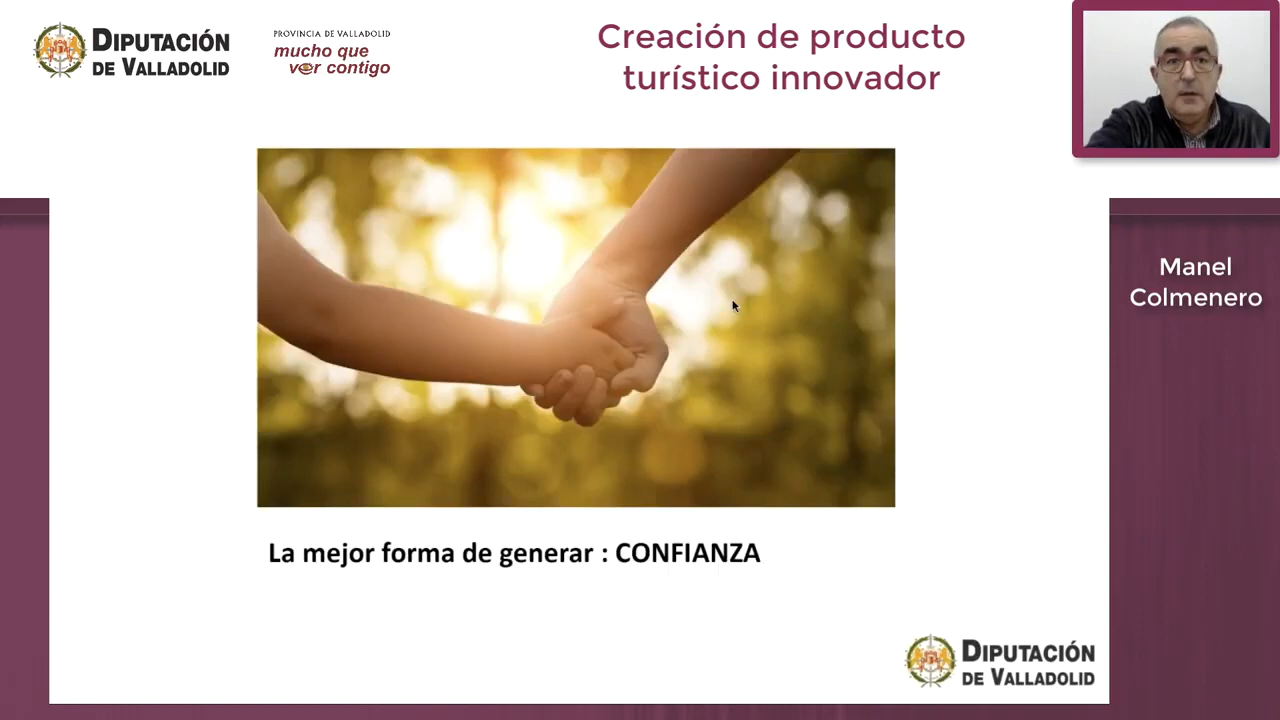 DIPUTACIÓN
DE VALLADOLID
PROVINCIA DE VALLADOLID
mucho que
ver contigo
Creación de producto
turístico innovador
Manel
Colmenero
La mejor forma de generar : CONFIANZA
DIPUTACIÓN
DE VALLADOLID